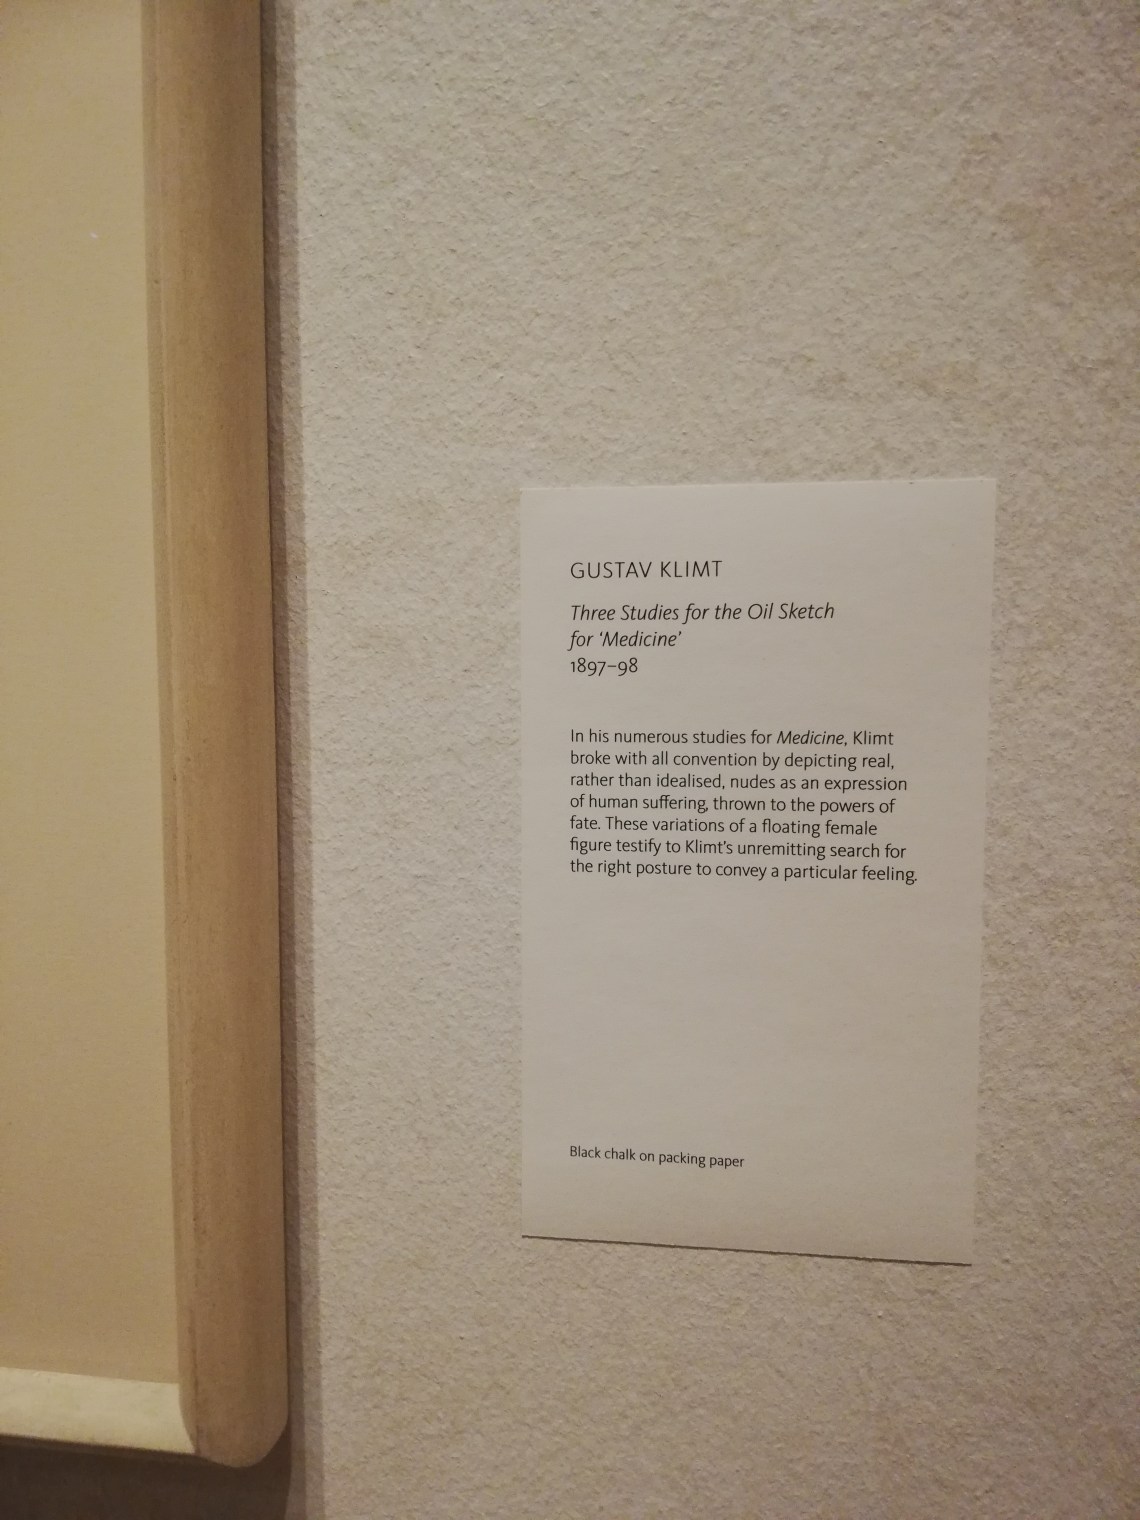 GUSTAV KLIMT
Three Studies for the Oil Sketch
for ‘Medicine’
1897–98
In his numerous studies for Medicine, Klimt
broke with all convention by depicting real,
rather than idealised, nudes as an expression
of human suffering, thrown to the powers of
fate. These variations of a floating female
figure testify to Klimt’s unremitting search for
the right posture to convey a particular feeling.
Black chalk on packing paper